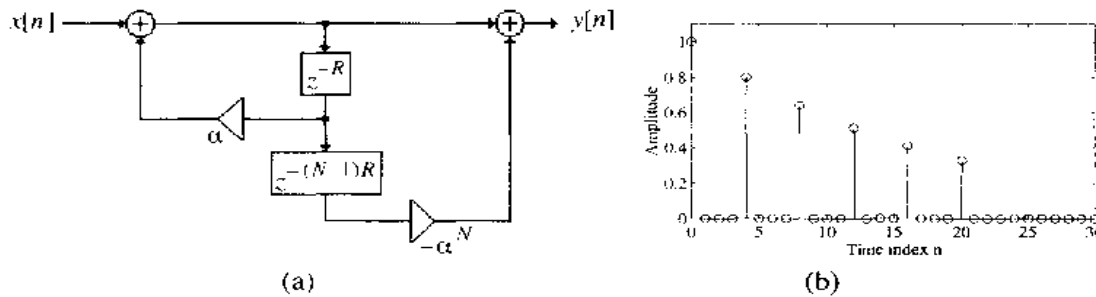 x[n]
y[n]
z^{-R}
α
z^{-(N-1)R}
-α^N
(a)
Amplitude
1
0.8
0.6
0.4
0.2
0
0 5 10 15 20 25 30
Time index n
(b)